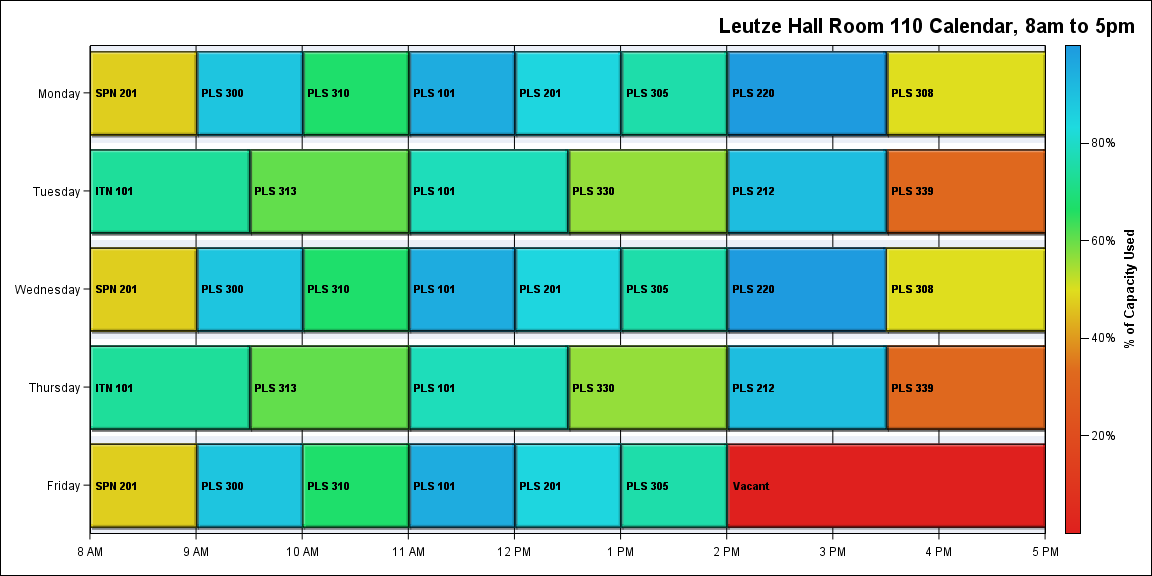 Leutze Hall Room 110 Calendar, 8am to 5pm
Monday
SPN 201
PLS 300
PLS 310
PLS 101
PLS 201
PLS 305
PLS 220
PLS 308
Tuesday
ITN 101
PLS 313
PLS 101
PLS 330
PLS 212
PLS 339
Wednesday
SPN 201
PLS 300
PLS 310
PLS 101
PLS 201
PLS 305
PLS 220
PLS 308
Thursday
ITN 101
PLS 313
PLS 101
PLS 330
PLS 212
PLS 339
Friday
SPN 201
PLS 300
PLS 310
PLS 101
PLS 201
PLS 305
Vacant
8 AM
9 AM
10 AM
11 AM
12 PM
1 PM
2 PM
3 PM
4 PM
5 PM
80%
60%
40%
20%
% of Capacity Used